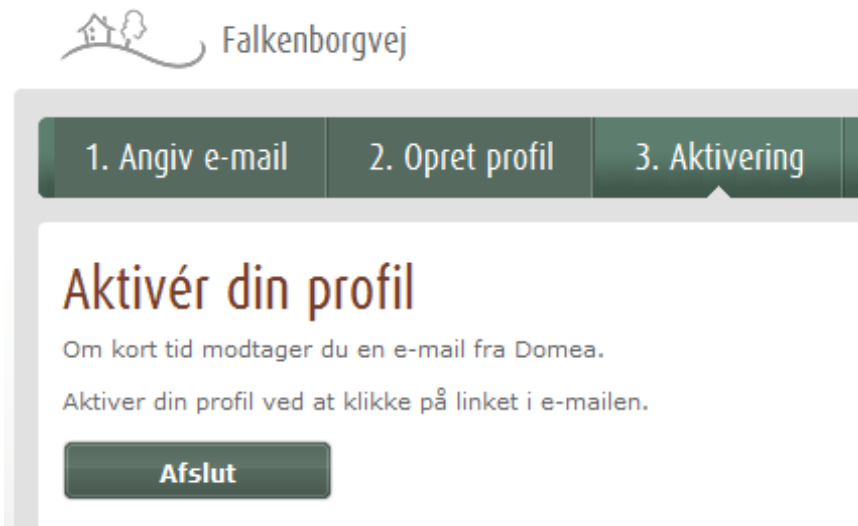 Falkenborgvej
1. Angiv e-mail
2. Opret profil
3. Aktivering
Aktivér din profil
Om kort tid modtager du en e-mail fra Domea.
Aktiver din profil ved at klikke på linket i e-mailen.
Afslut